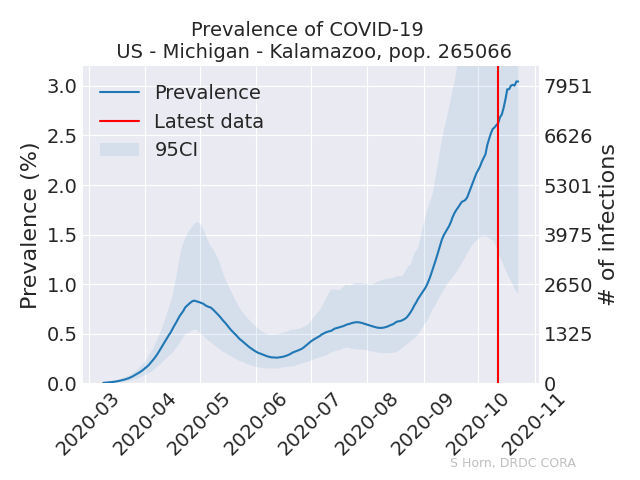 Prevalence of COVID-19
US - Michigan - Kalamazoo, pop. 265066
Prevalence
Latest data
95CI
Prevalence (%)
3.0
2.5
2.0
1.5
1.0
0.5
0.0
7951
6626
5301
3975
2650
1325
0
# of infections
2020-03
2020-04
2020-05
2020-06
2020-07
2020-08
2020-09
2020-10
2020-11
S Horn, DRDC CORA